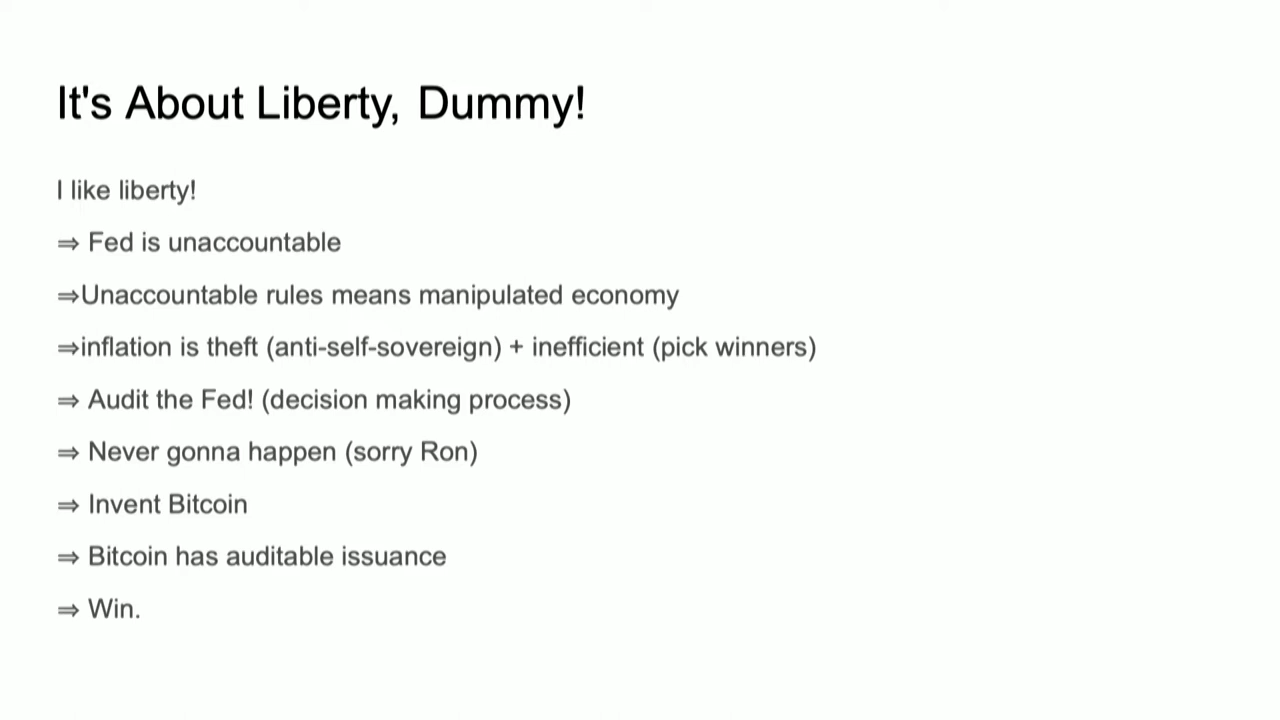 It's About Liberty, Dummy!
I like liberty!
⇒ Fed is unaccountable
⇒Unaccountable rules means manipulated economy
⇒inflation is theft (anti-self-sovereign) + inefficient (pick winners)
⇒ Audit the Fed! (decision making process)
⇒ Never gonna happen (sorry Ron)
⇒ Invent Bitcoin
⇒ Bitcoin has auditable issuance
⇒ Win.